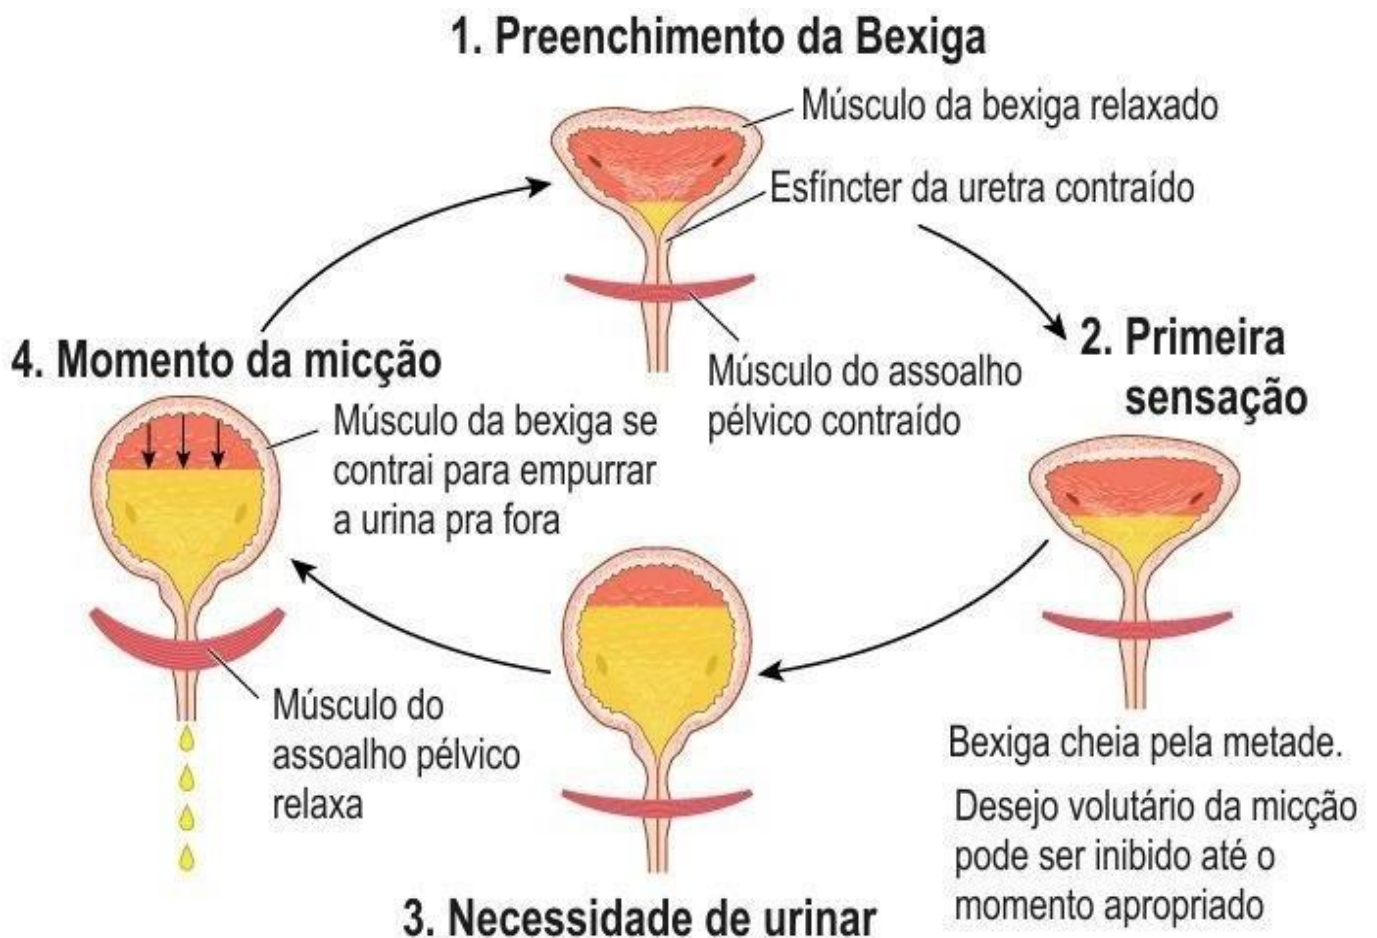 1. Preenchimento da Bexiga
Músculo da bexiga relaxado
Esfíncter da uretra contraído
Músculo do assoalho
pélvico contraído
2. Primeira
sensação
Bexiga cheia pela metade.
Desejo volutário da micção
pode ser inibido até o
momento apropriado
3. Necessidade de urinar
4. Momento da micção
Músculo da bexiga se
contrai para empurrar
a urina pra fora
Músculo do
assoalho pélvico
relaxa